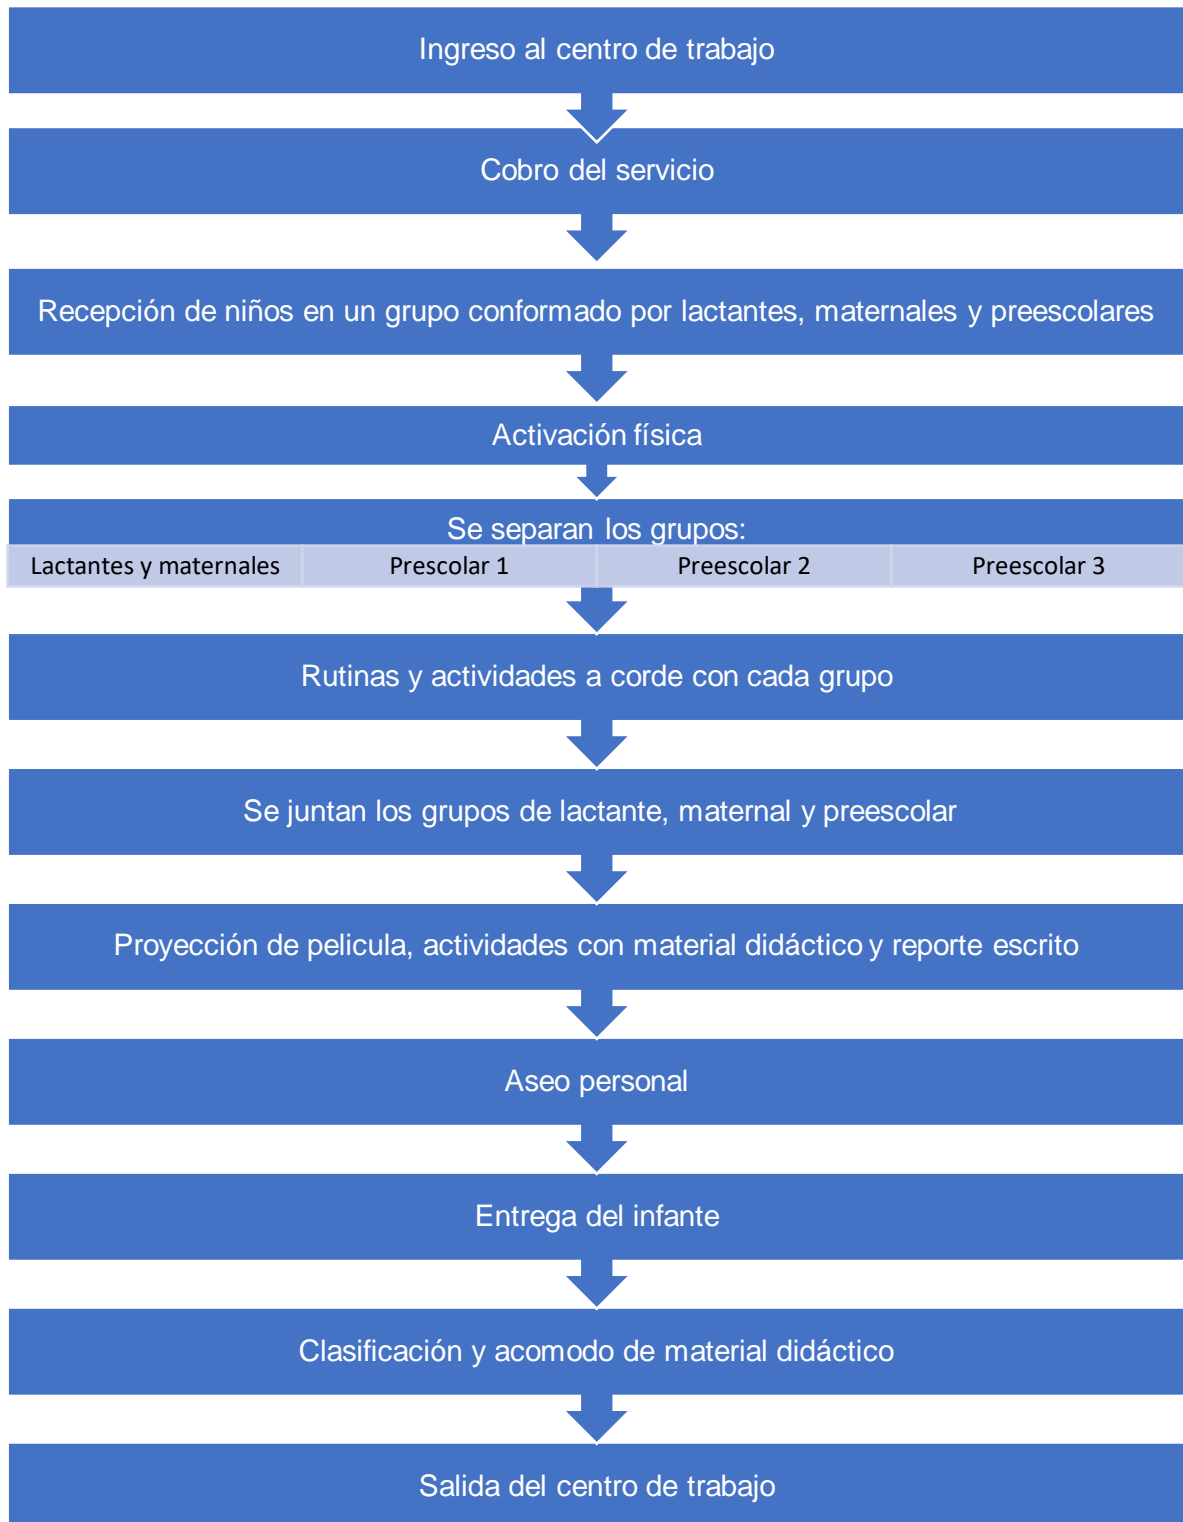 Ingreso al centro de trabajo
Cobro del servicio
Recepción de niños en un grupo conformado por lactantes, maternales y preescolares
Activación física
Se separan los grupos:
Lactantes y maternales
Prescolar 1
Preescolar 2
Preescolar 3
Rutinas y actividades a corde con cada grupo
Se juntan los grupos de lactante, maternal y preescolar
Proyección de pelicula, actividades con material didáctico y reporte escrito
Aseo personal
Entrega del infante
Clasificación y acomodo de material didáctico
Salida del centro de trabajo